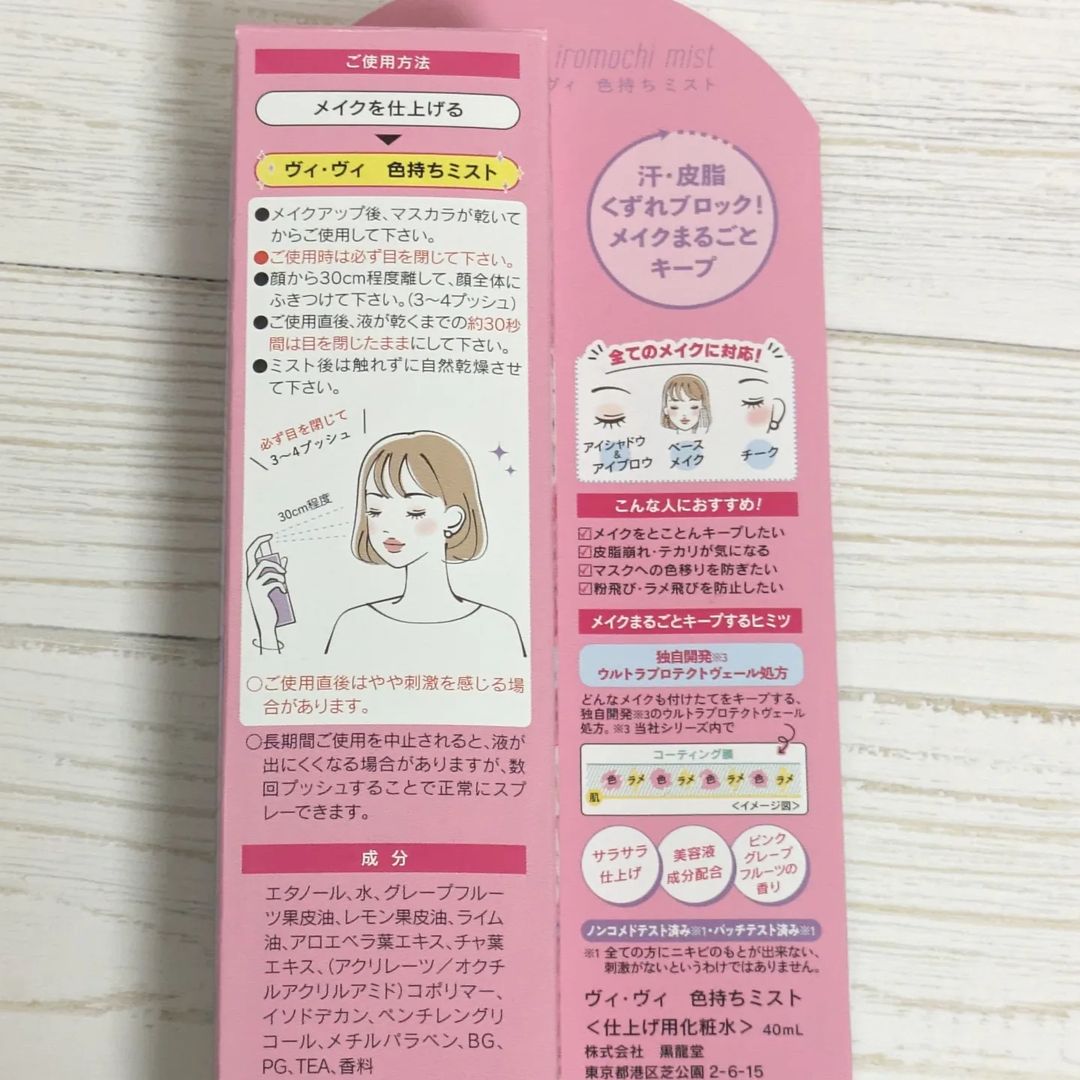 ご使用方法
メイクを仕上げる
ヴィ・ヴィ 色持ちミスト
●メイクアップ後、マスカラが乾いて
からご使用して下さい。
●ご使用時は必ず目を閉じて下さい。
●顔から30cm程度離して、顔全体に
ふきつけて下さい。(3〜4プッシュ)
●ご使用直後、液が乾くまでの約30秒
間は目を閉じたままにして下さい。
●ミスト後は触れずに自然乾燥させ
て下さい。
必ず目を閉じて
3〜4プッシュ
30cm程度
○ご使用直後はやや刺激を感じる場
合があります。
○長期間ご使用を中止されると、液が
出にくくなる場合がありますが、数
回プッシュすることで正常にスプ
レーできます。
成分
エタノール、水、グレープフルー
ツ果皮油、レモン果皮油、ライム
油、アロエベラ葉エキス、チャ葉
エキス、(アクリレーツ/オクチ
ルアクリルアミド)コポリマー、
イソドデカン、ペンチレングリ
コール、メチルパラベン、BG、
PG、TEA、香料
iromochi mist
ヴィ 色持ちミスト
汗・皮脂
くずれブロック!
メイクまるごと
キープ
全てのメイクに対応!
アイシャドウ
&
アイブロウ
ベース
メイク
チーク
こんな人におすすめ!
☑メイクをとことんキープしたい
☑皮脂崩れ・テカリが気になる
☑マスクへの色移りを防ぎたい
☑粉飛び・ラメ飛びを防止したい
メイクまるごとキープするヒミツ
独自開発※3
ウルトラプロテクトヴェール処方
どんなメイクも付けたてをキープする、
独自開発※3のウルトラプロテクトヴェール
処方。※3 当社シリーズ内で
コーティング膜
色 ラメ 色 ラメ 色 ラメ 色 ラメ
肌
<イメージ図>
サラサラ
仕上げ
美容液
成分配合
ピンク
グレープ
フルーツの
香り
ノンコメドテスト済み※1・パッチテスト済み※1
※1 全ての方にニキビのもとが出来ない、
刺激がないというわけではありません。
ヴィ・ヴィ 色持ちミスト
<仕上げ用化粧水> 40mL
株式会社 黒龍堂
東京都港区芝公園 2-6-15